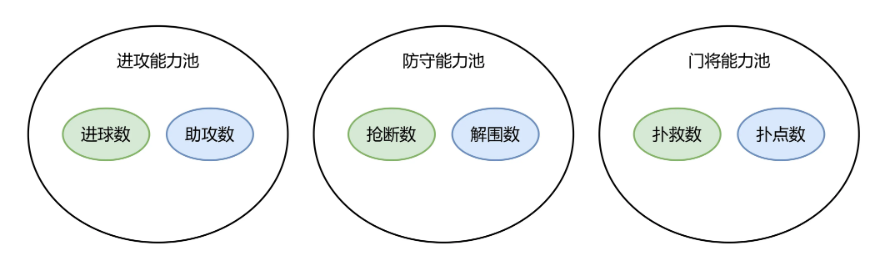 进攻能力池
进球数
助攻数
防守能力池
抢断数
解围数
门将能力池
扑救数
扑点数